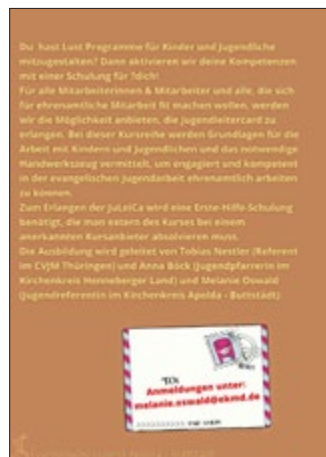 Du hast Lust Programme für Kinder und Jugendliche
mitzugestalten? Dann aktivieren wir deine Kompetenzen
mit einer Schulung für ?dich!
Für alle Mitarbeiterinnen & Mitarbeiter und alle, die sich
für ehrenamtliche Mitarbeit fit machen wollen, werden
wir die Möglichkeit anbieten, die Jugendleitercard zu
erlangen. Bei dieser Kursreihe werden Grundlagen für die
Arbeit mit Kindern und Jugendlichen und das notwendige
Handwerkszeug vermittelt, um engagiert und kompetent
in der evangelischen Jugendarbeit ehrenamtlich arbeiten
zu können.
Zum Erlangen der JuLeiCa wird eine Erste-Hilfe-Schulung
benötigt, die man extern des Kurses bei einem
anerkannten Kursanbieter absolvieren muss.
Die Ausbildung wird geleitet von Tobias Nestler (Referent
im CVJM Thüringen) und Anna Böck (Jugendpfarrerin im
Kirchenkreis Henneberger Land) und Melanie Oswald
(Jugendreferentin im Kirchenkreis Apolda - Buttstädt)
TO:
Anmeldungen unter:
melanie.oswald@ekmd.de